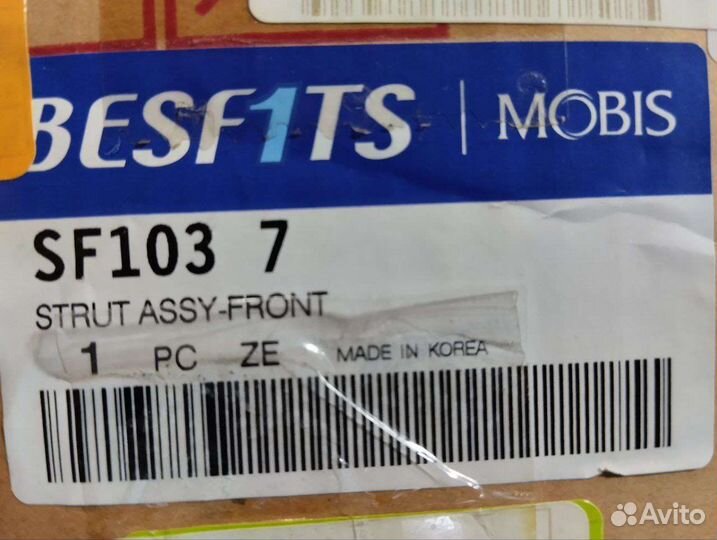 BESF1TS | MOBIS
SF103 7
STRUT ASSY-FRONT
1 PC ZE MADE IN KOREA
Avito